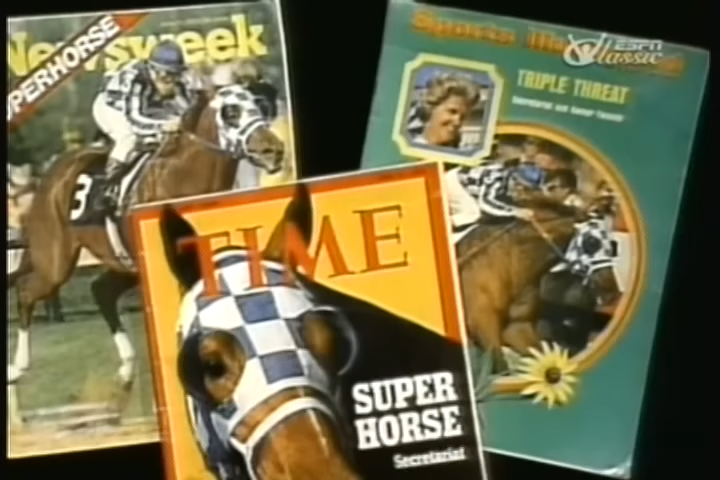 Newsweek
SUPERHORSE
3
Sports Illustrated
ESPN
Classic
TRIPLE THREAT
TIME
SUPER
HORSE
Secretariat